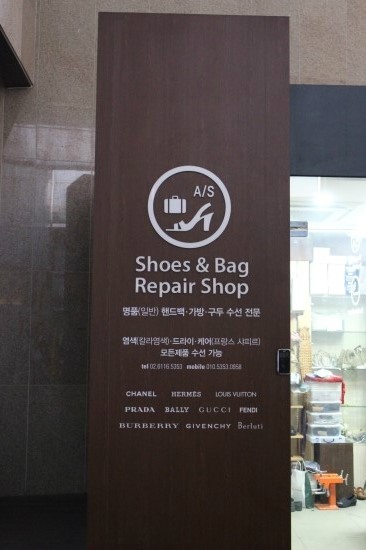 A/S
Shoes & Bag
Repair Shop
명품(일반) 핸드백·가방·구두 수선 전문
염색(칼라염색)·드라이·케어(프랑스 사피르)
모든제품 수선 가능
tel 02.6116.5353 mobile 010.5353.0958
CHANEL HERMÈS LOUIS VUITTON
PRADA BALLY GUCCI FENDI
BURBERRY GIVENCHY Berluti